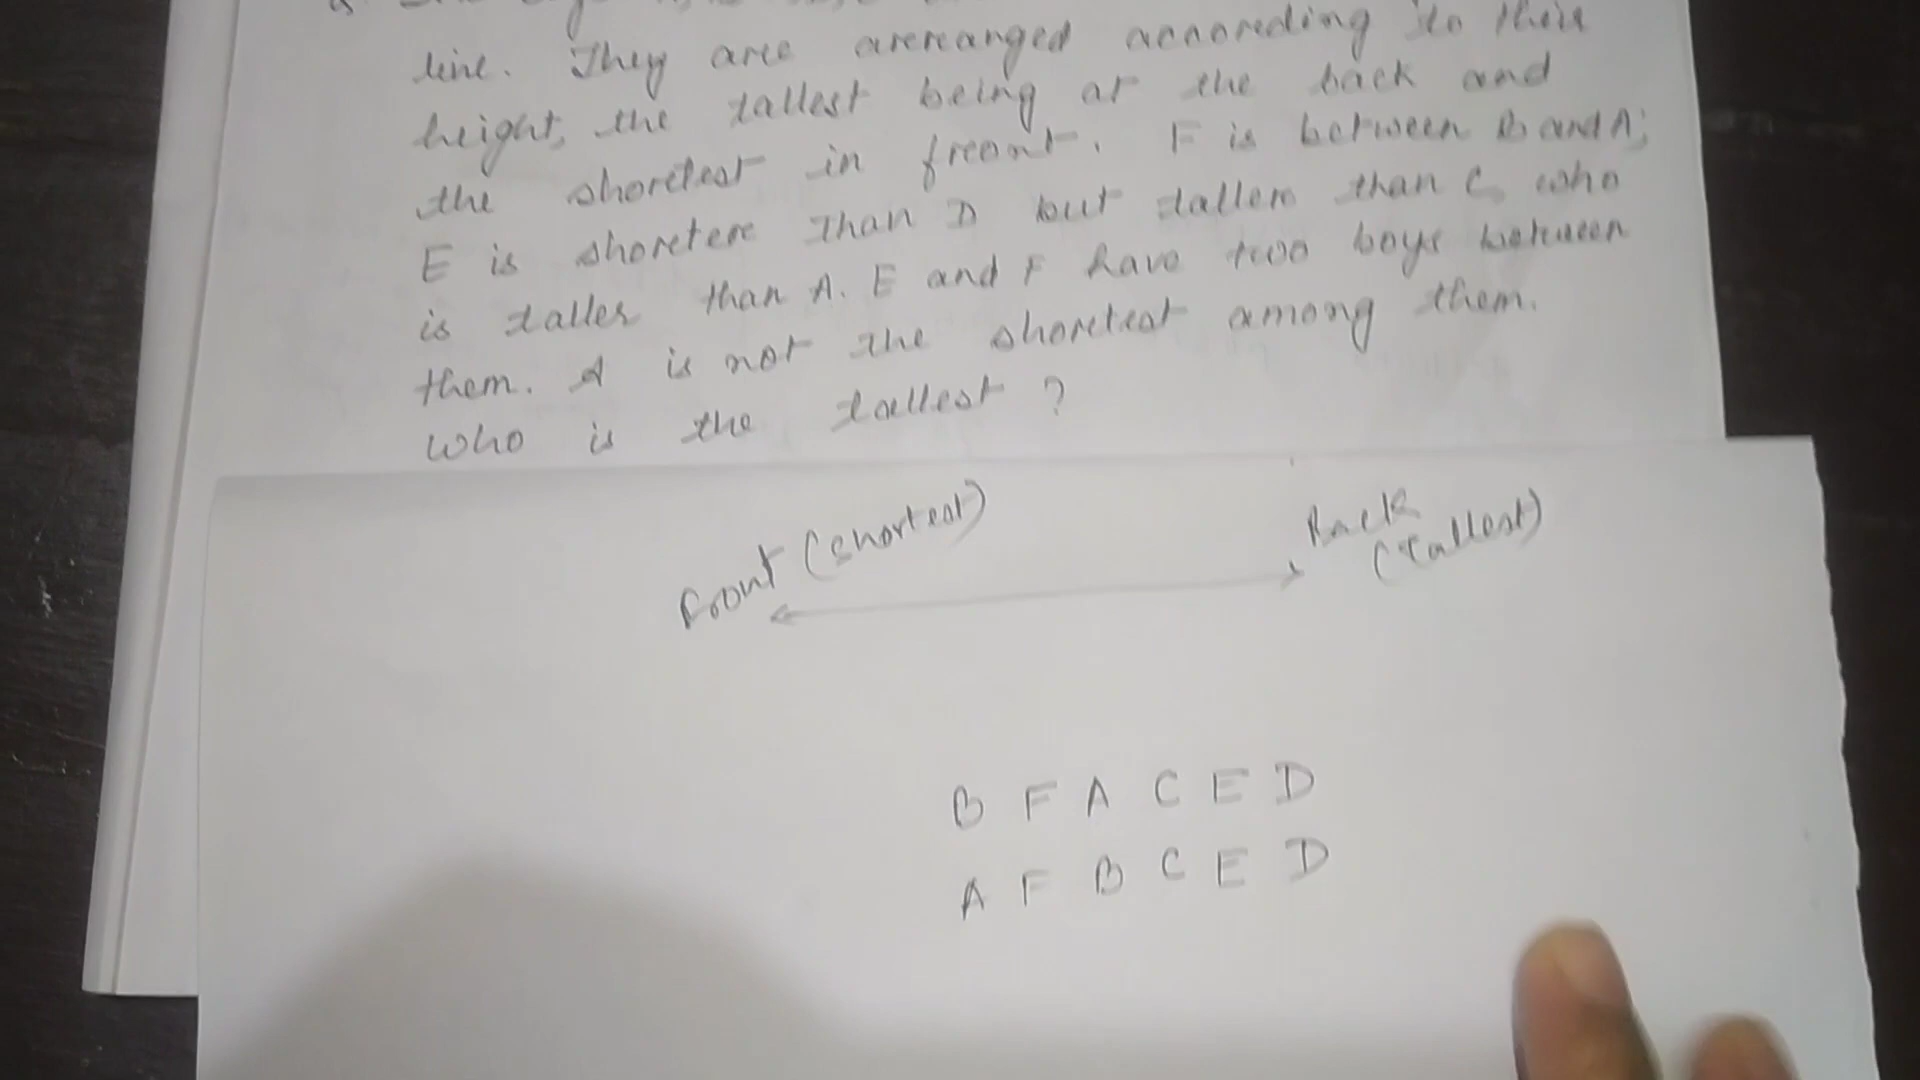 line. They are arranged according to their
height, the tallest being at the back and
the shortest in front. F is between B and A;
E is shorter than D but taller than C who
is taller than A. E and F have two boys between
them. A is not the shortest among them.
Who is the tallest ?
Front (shortest)
Back
(Tallest)
B F A C E D
A F B C E D